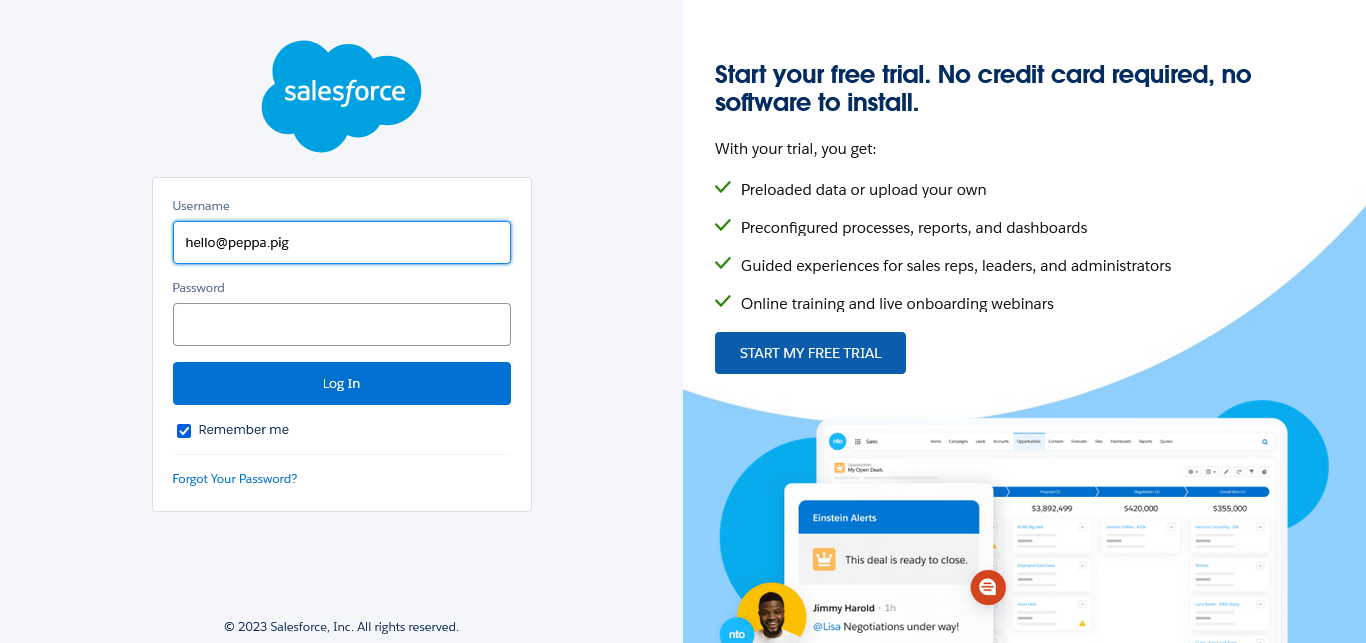 salesforce
Username
hello@peppa.pig
Password
Log In
Remember me
Forgot Your Password?
© 2023 Salesforce, Inc. All rights reserved.
Start your free trial. No credit card required, no
software to install.
With your trial, you get:
Preloaded data or upload your own
Preconfigured processes, reports, and dashboards
Guided experiences for sales reps, leaders, and administrators
Online training and live onboarding webinars
START MY FREE TRIAL
nto Sales Home Campaigns Leads Accounts Opportunities Contacts Forecasts Files Dashboards Reports Quotes
Opportunities
My Open Deals
$3,892,499 $420,000 $355,000
Einstein Alerts
This deal is ready to close.
Jimmy Harold · 1h
@Lisa Negotiations under way!
nto